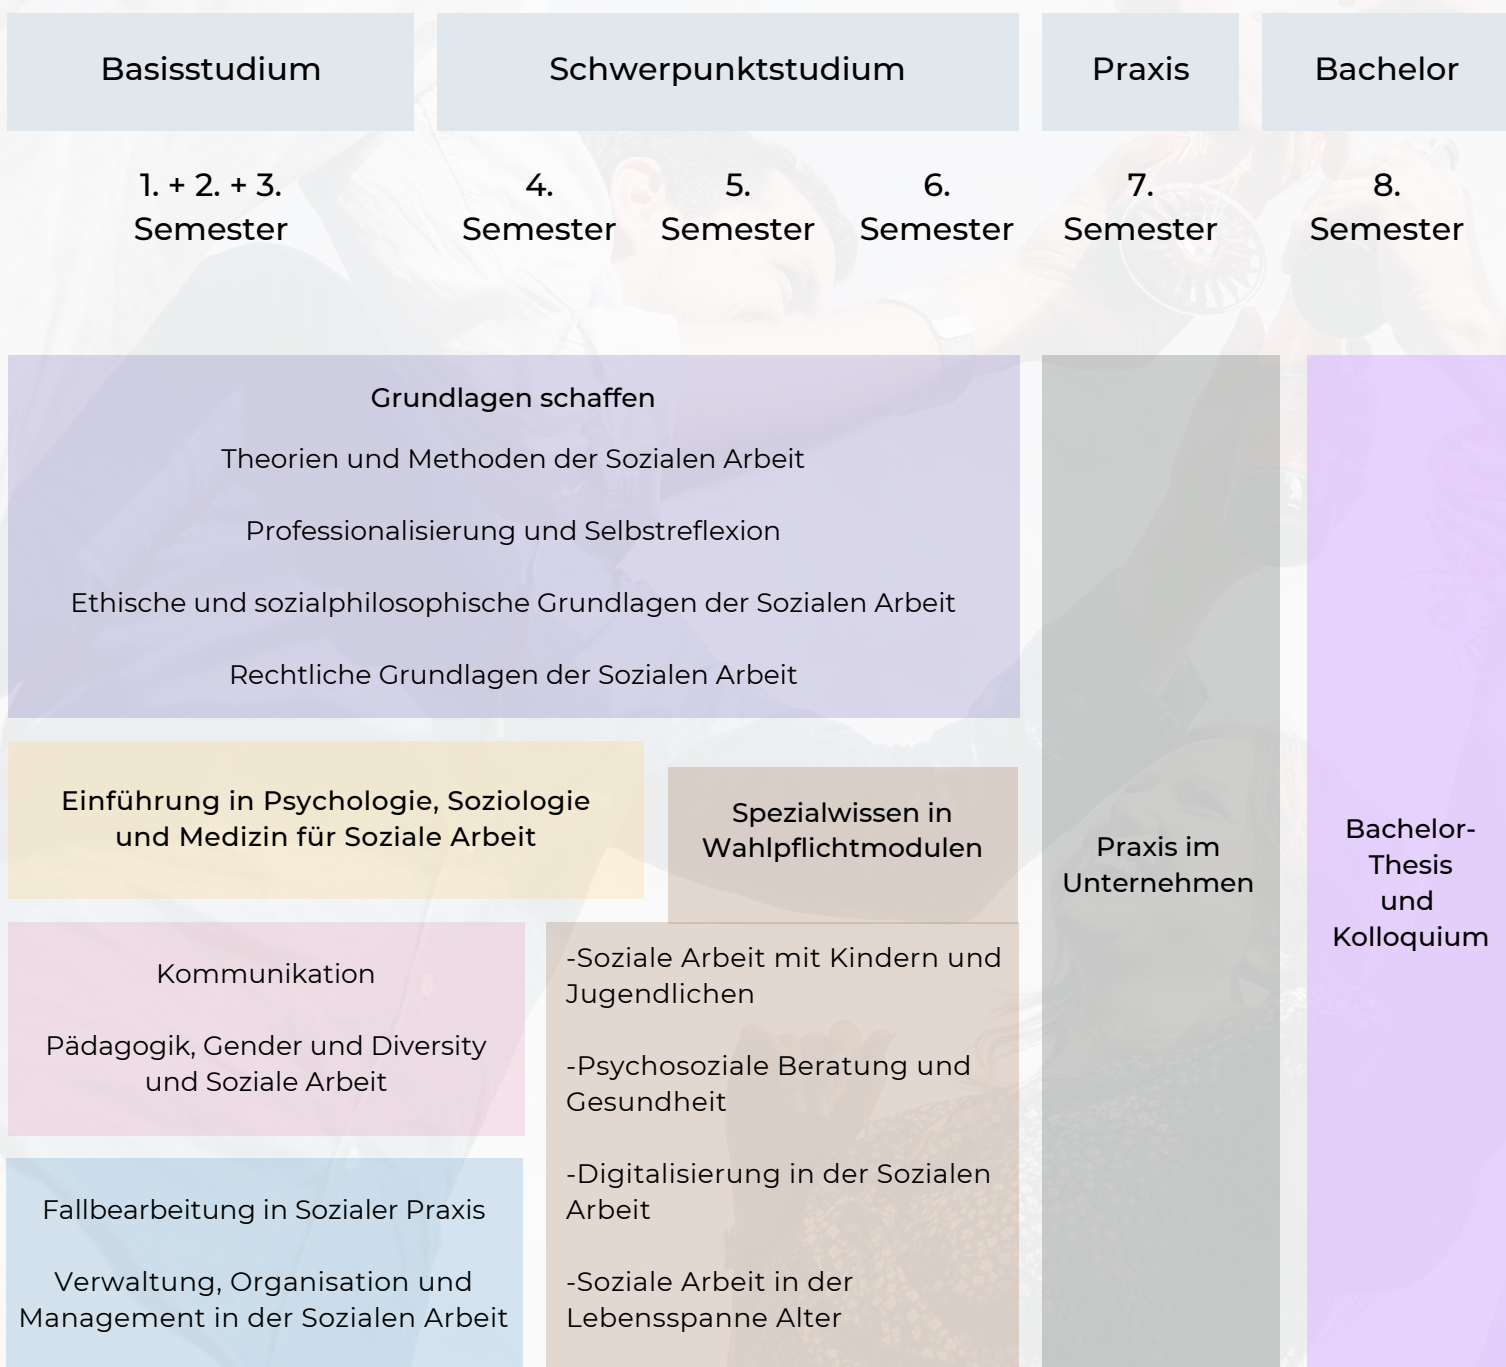 Basisstudium
Schwerpunktstudium
Praxis
Bachelor
1. + 2. + 3.
Semester
4.
Semester
5.
Semester
6.
Semester
7.
Semester
8.
Semester
Grundlagen schaffen
Theorien und Methoden der Sozialen Arbeit
Professionalisierung und Selbstreflexion
Ethische und sozialphilosophische Grundlagen der Sozialen Arbeit
Rechtliche Grundlagen der Sozialen Arbeit
Einführung in Psychologie, Soziologie
und Medizin für Soziale Arbeit
Kommunikation
Pädagogik, Gender und Diversity
und Soziale Arbeit
Fallbearbeitung in Sozialer Praxis
Verwaltung, Organisation und
Management in der Sozialen Arbeit
Spezialwissen in
Wahlpflichtmodulen
-Soziale Arbeit mit Kindern und
Jugendlichen
-Psychosoziale Beratung und
Gesundheit
-Digitalisierung in der Sozialen
Arbeit
-Soziale Arbeit in der
Lebensspanne Alter
Praxis im
Unternehmen
Bachelor-
Thesis
und
Kolloquium